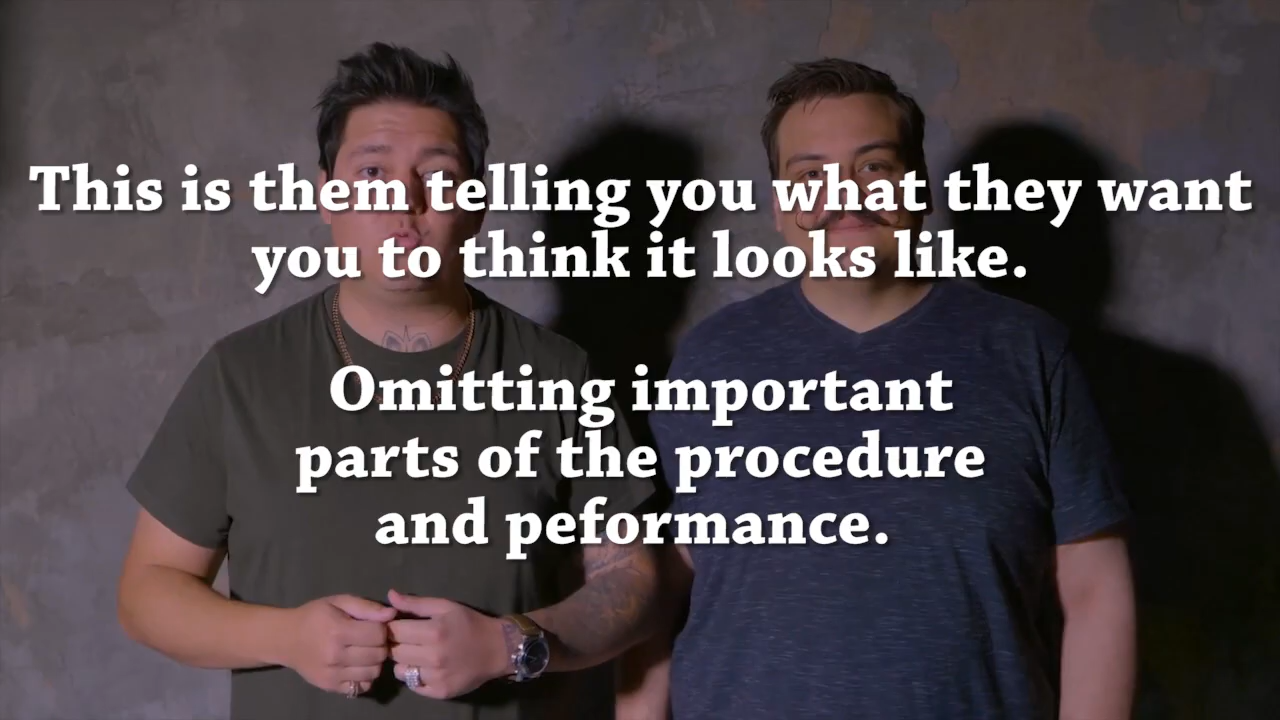 This is them telling you what they want
you to think it looks like.
Omitting important
parts of the procedure
and peformance.